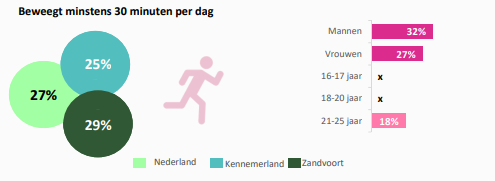 Beweegt minstens 30 minuten per dag
25%
27%
29%
Nederland Kennemerland Zandvoort
Mannen 32%
Vrouwen 27%
16-17 jaar x
18-20 jaar x
21-25 jaar 18%